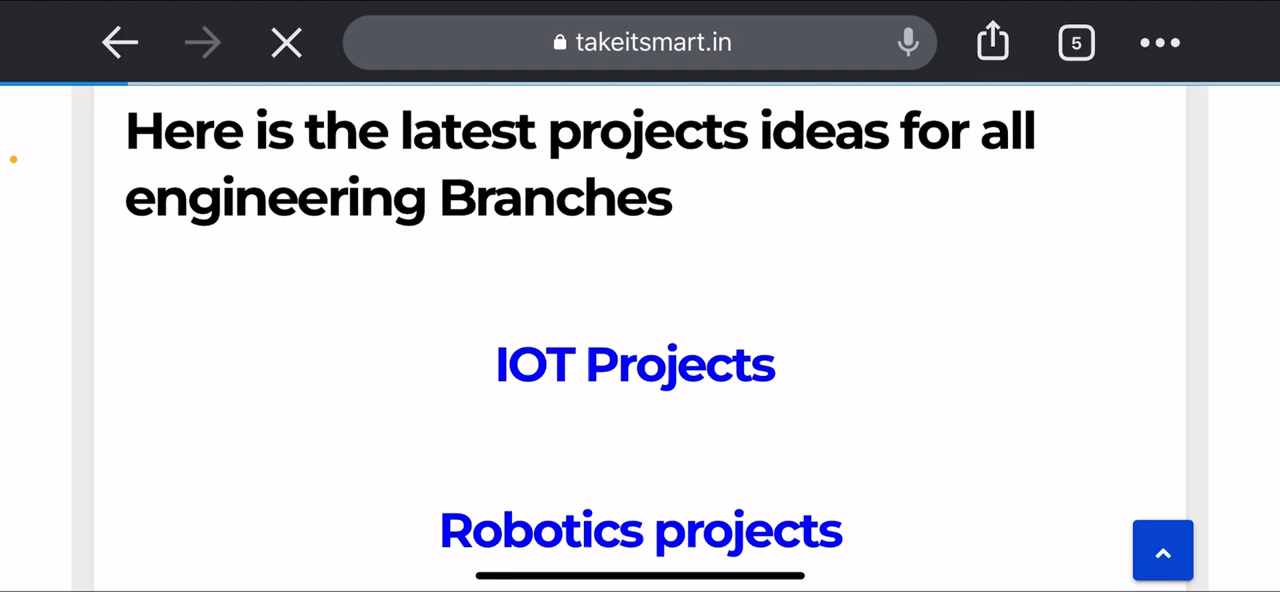 takeitsmart.in
5
Here is the latest projects ideas for all
engineering Branches
IOT Projects
Robotics projects